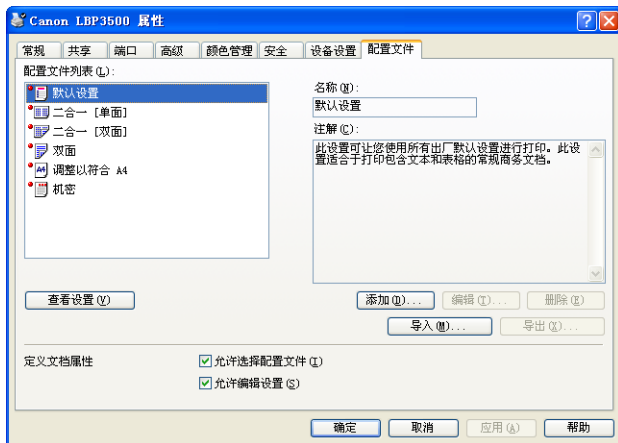 Canon LBP3500 属性
常规 共享 端口 高级 颜色管理 安全 设备设置 配置文件
配置文件列表(L):
默认设置
二合一 [单面]
二合一 [双面]
双面
A4 调整以符合 A4
机密
名称(N):
默认设置
注解(C):
此设置可让您使用所有出厂默认设置进行打印。此设
置适合于打印包含文本和表格的常规商务文档。
查看设置(V)
添加(D)... 编辑(T)... 删除(E)
导入(M)... 导出(X)...
定义文档属性
允许选择配置文件(I)
允许编辑设置(S)
确定 取消 应用(A) 帮助